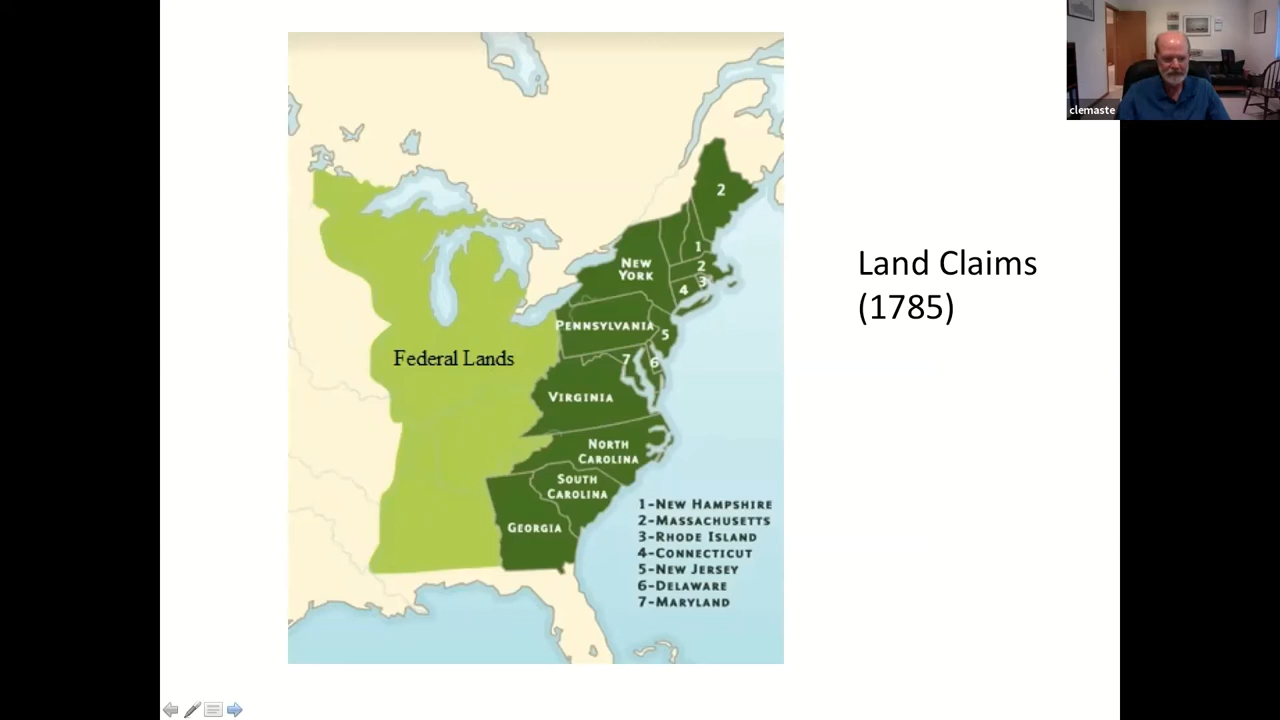 clemaste
2
1
NEW
YORK
2
3
4
PENNSYLVANIA
5
7
6
Federal Lands
VIRGINIA
NORTH
CAROLINA
SOUTH
CAROLINA
GEORGIA
1-NEW HAMPSHIRE
2-MASSACHUSETTS
3-RHODE ISLAND
4-CONNECTICUT
5-NEW JERSEY
6-DELAWARE
7-MARYLAND
Land Claims
(1785)